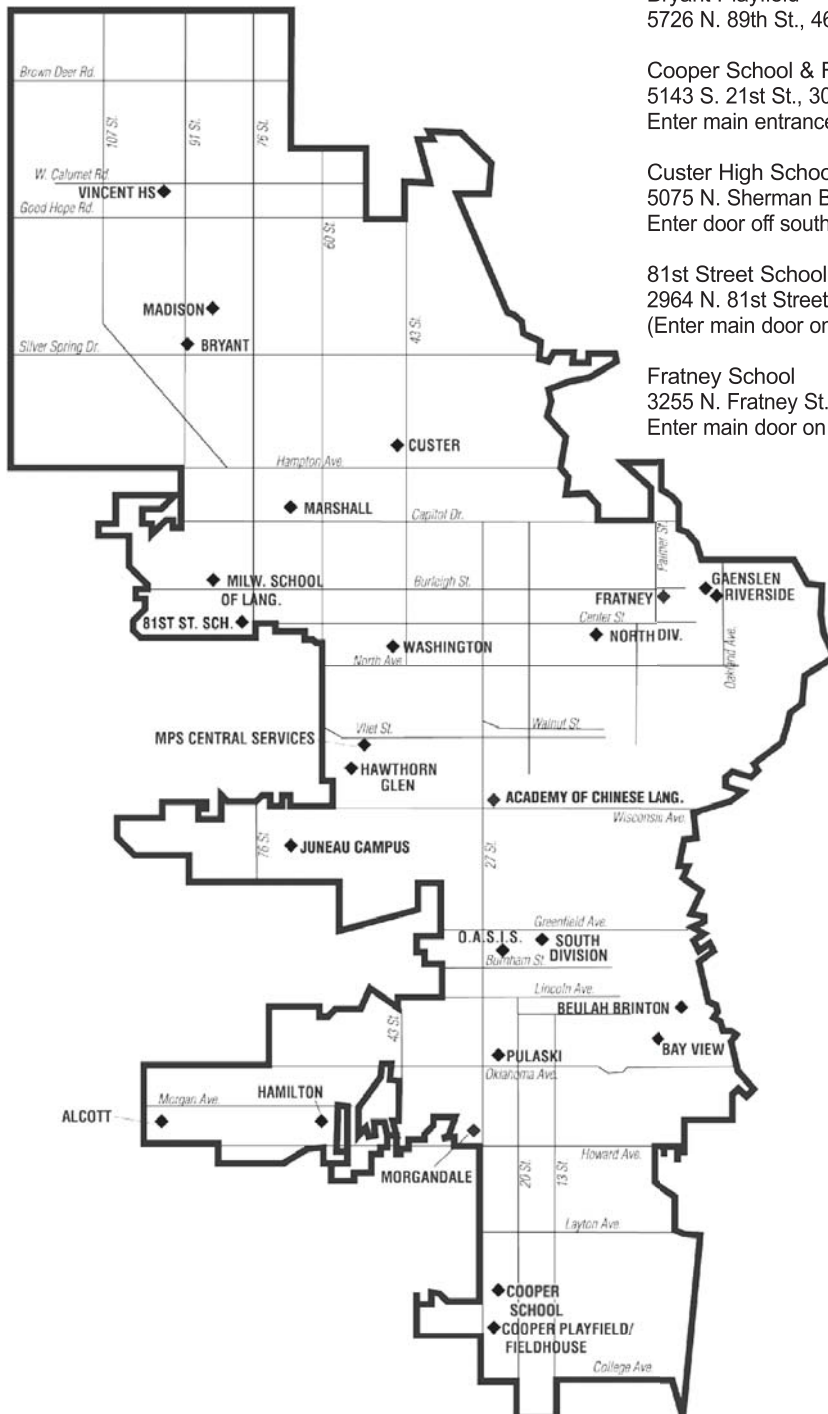 5726 N. 89th St., 46
Cooper School & F
5143 S. 21st St., 30
Enter main entrance
Custer High Schoo
5075 N. Sherman B
Enter door off south
81st Street School
2964 N. 81st Street
(Enter main door on
Fratney School
3255 N. Fratney St.
Enter main door on
Brown Deer Rd.
107 St.
91 St.
76 St.
W. Calumet Rd.
VINCENT HS
Good Hope Rd.
60 St.
MADISON
43 St.
BRYANT
Silver Spring Dr.
CUSTER
Hampton Ave.
MARSHALL
Capitol Dr.
Palmer St.
MILW. SCHOOL
OF LANG.
Burleigh St.
GAENSLEN
RIVERSIDE
FRATNEY
81ST ST. SCH.
Center St.
NORTH DIV.
WASHINGTON
North Ave.
Oakland Ave.
Walnut St.
Vliet St.
MPS CENTRAL SERVICES
HAWTHORN
GLEN
ACADEMY OF CHINESE LANG.
Wisconsin Ave.
76 St.
JUNEAU CAMPUS
27 St.
Greenfield Ave.
O.A.S.I.S.
SOUTH
DIVISION
Burnham St.
Lincoln Ave.
BEULAH BRINTON
43 St.
BAY VIEW
PULASKI
Oklahoma Ave.
Morgan Ave.
HAMILTON
ALCOTT
MORGANDALE
Howard Ave.
20 St.
13 St.
Layton Ave.
COOPER
SCHOOL
COOPER PLAYFIELD/
FIELDHOUSE
College Ave.